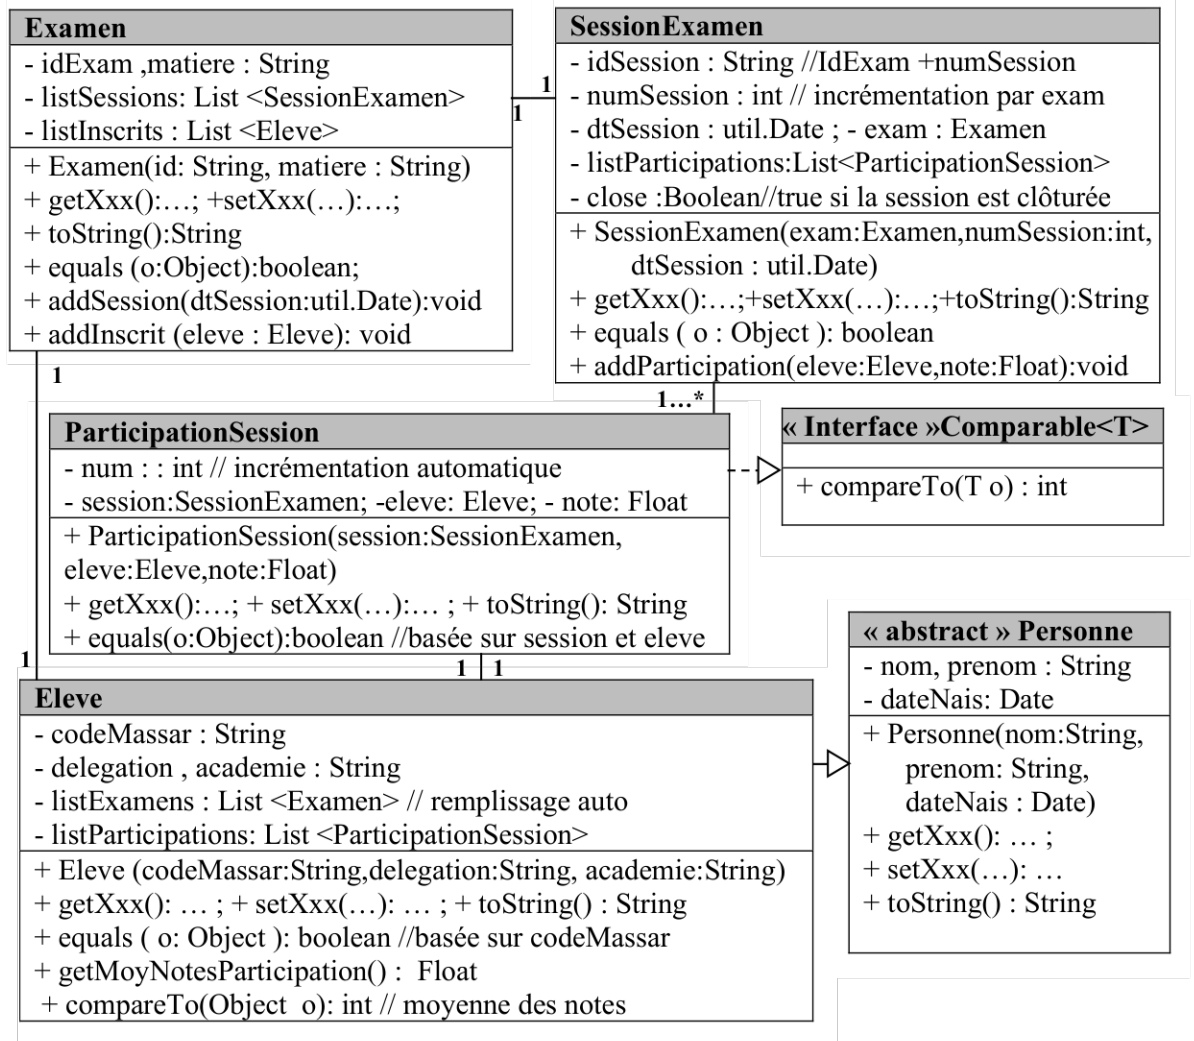 Examen
- idExam ,matiere : String
- listSessions: List <SessionExamen>
- listInscrits : List <Eleve>
+ Examen(id: String, matiere : String)
+ getXxx():…; +setXxx(…):…;
+ toString():String
+ equals (o:Object):boolean;
+ addSession(dtSession:util.Date):void
+ addInscrit (eleve : Eleve): void
1
1
SessionExamen
- idSession : String //IdExam +numSession
- numSession : int // incrémentation par exam
- dtSession : util.Date ; - exam : Examen
- listParticipations:List<ParticipationSession>
- close :Boolean//true si la session est clôturée
+ SessionExamen(exam:Examen,numSession:int,
dtSession : util.Date)
+ getXxx():…;+setXxx(…):…;+toString():String
+ equals ( o : Object ): boolean
+ addParticipation(eleve:Eleve,note:Float):void
1
1…*
ParticipationSession
- num : : int // incrémentation automatique
- session:SessionExamen; -eleve: Eleve; - note: Float
+ ParticipationSession(session:SessionExamen,
eleve:Eleve,note:Float)
+ getXxx():…; + setXxx(…):… ; + toString(): String
+ equals(o:Object):boolean //basée sur session et eleve
« Interface »Comparable<T>
+ compareTo(T o) : int
1
1
1
Eleve
- codeMassar : String
- delegation , academie : String
- listExamens : List <Examen> // remplissage auto
- listParticipations: List <ParticipationSession>
+ Eleve (codeMassar:String,delegation:String, academie:String)
+ getXxx(): … ; + setXxx(…): … ; + toString() : String
+ equals ( o: Object ): boolean //basée sur codeMassar
+ getMoyNotesParticipation() : Float
+ compareTo(Object o): int // moyenne des notes
« abstract » Personne
- nom, prenom : String
- dateNais: Date
+ Personne(nom:String,
prenom: String,
dateNais : Date)
+ getXxx(): … ;
+ setXxx(…): …
+ toString() : String